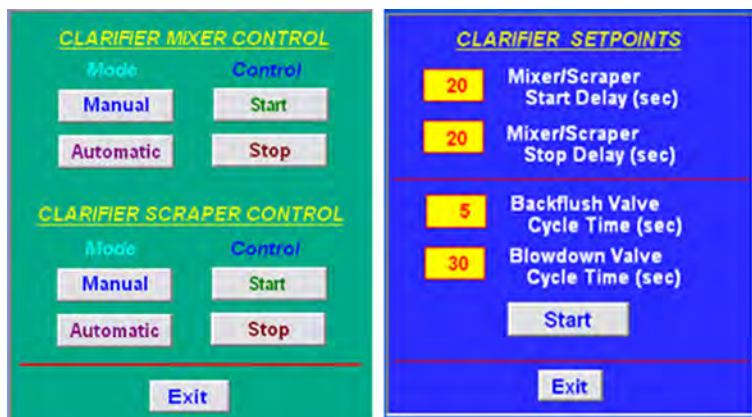 CLARIFIER MIXER CONTROL
Mode Control
Manual Start
Automatic Stop
CLARIFIER SCRAPER CONTROL
Mode Control
Manual Start
Automatic Stop
Exit
CLARIFIER SETPOINTS
20 Mixer/Scraper
Start Delay (sec)
20 Mixer/Scraper
Stop Delay (sec)
5 Backflush Valve
Cycle Time (sec)
30 Blowdown Valve
Cycle Time (sec)
Start
Exit